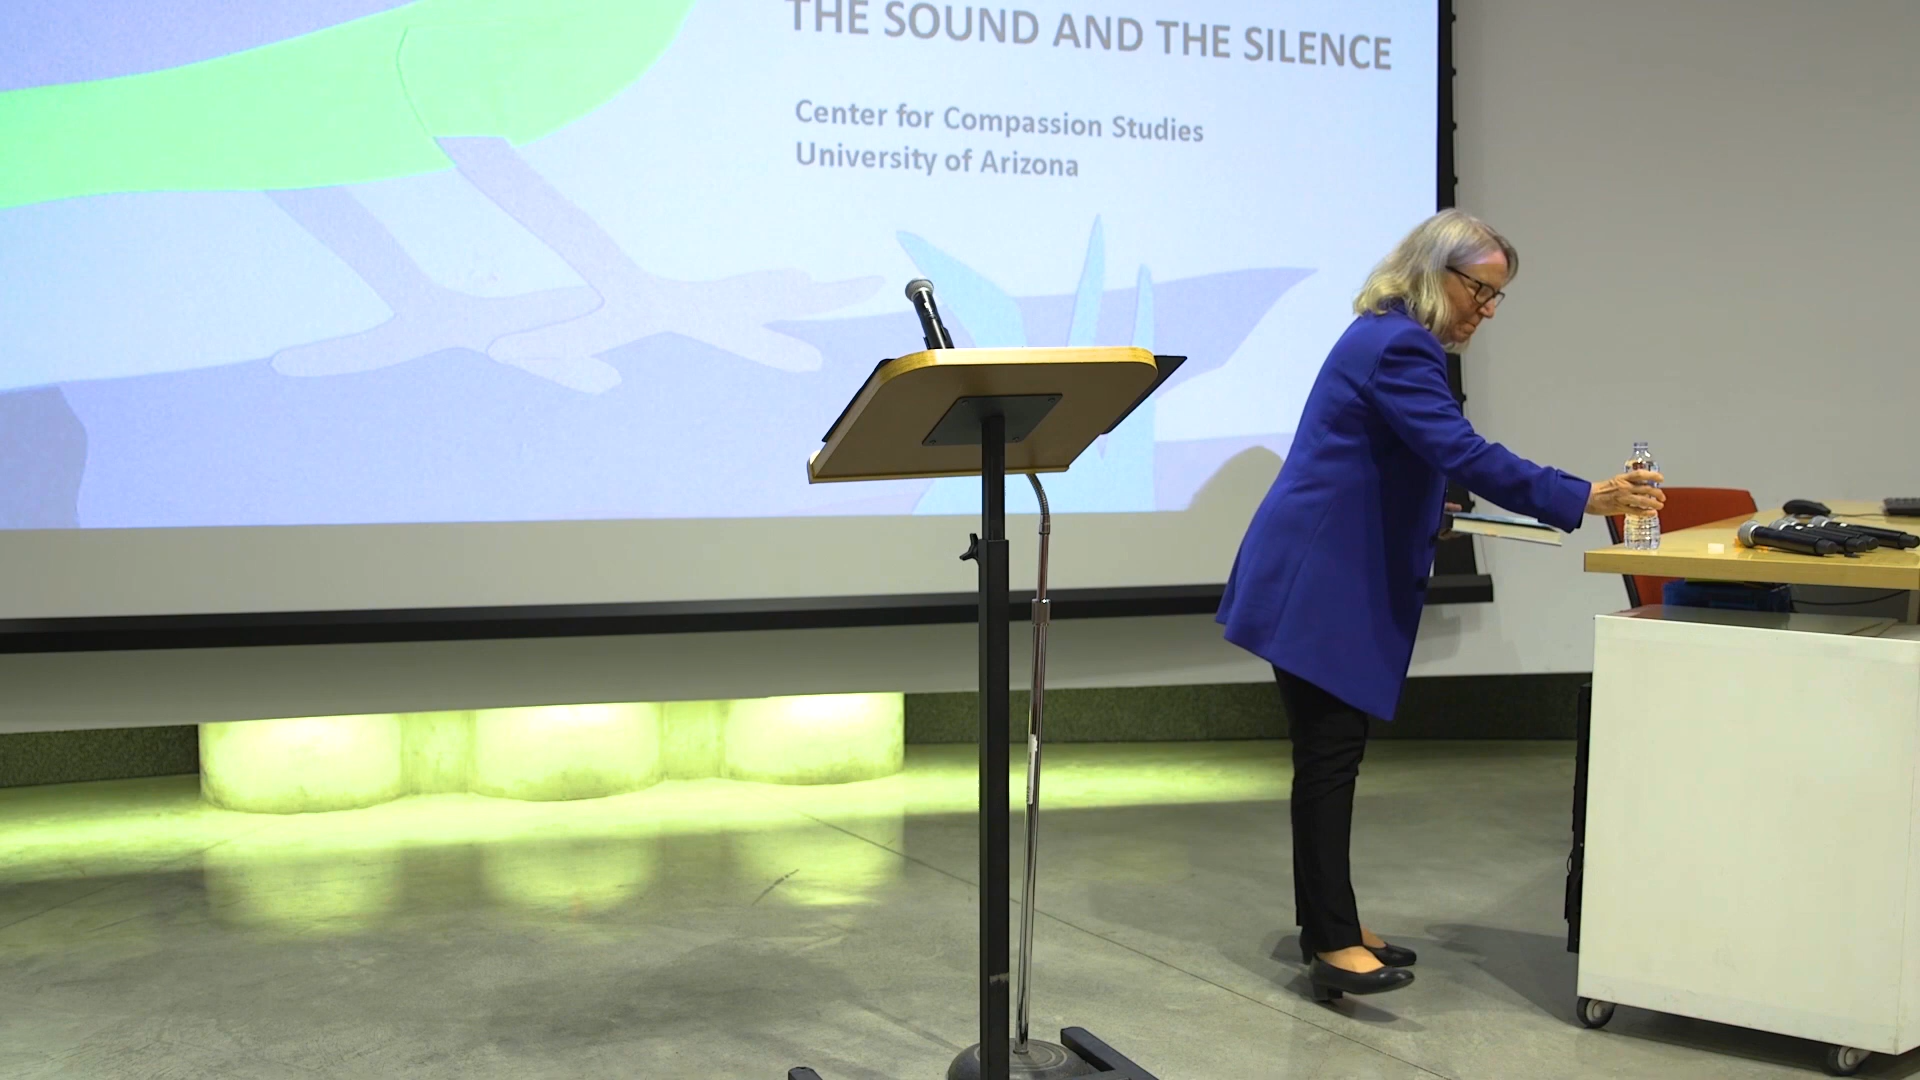 THE SOUND AND THE SILENCE
Center for Compassion Studies
University of Arizona